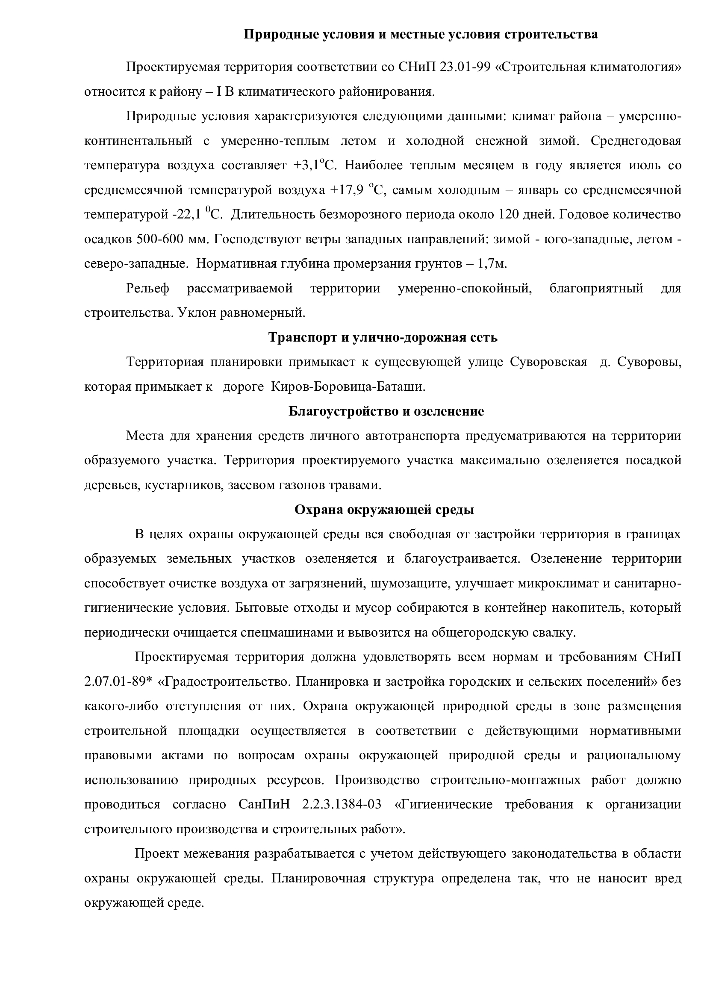 Природные условия и местные условия строительства
Проектируемая территория соответствии со СНиП 23.01-99 «Строительная климатология»
относится к району – I В климатического районирования.
Природные условия характеризуются следующими данными: климат района – умеренно-
континентальный с умеренно-теплым летом и холодной снежной зимой. Среднегодовая
температура воздуха составляет +3,1оС. Наиболее теплым месяцем в году является июль со
среднемесячной температурой воздуха +17,9 оС, самым холодным – январь со среднемесячной
температурой -22,1 0С. Длительность безморозного периода около 120 дней. Годовое количество
осадков 500-600 мм. Господствуют ветры западных направлений: зимой - юго-западные, летом -
северо-западные. Нормативная глубина промерзания грунтов – 1,7м.
Рельеф рассматриваемой территории умеренно-спокойный, благоприятный для
строительства. Уклон равномерный.
Транспорт и улично-дорожная сеть
Территориая планировки примыкает к сущесвующей улице Суворовская д. Суворовы,
которая примыкает к дороге Киров-Боровица-Баташи.
Благоустройство и озеленение
Места для хранения средств личного автотранспорта предусматриваются на территории
образуемого участка. Территория проектируемого участка максимально озеленяется посадкой
деревьев, кустарников, засевом газонов травами.
Охрана окружающей среды
В целях охраны окружающей среды вся свободная от застройки территория в границах
образуемых земельных участков озеленяется и благоустраивается. Озеленение территории
способствует очистке воздуха от загрязнений, шумозащите, улучшает микроклимат и санитарно-
гигиенические условия. Бытовые отходы и мусор собираются в контейнер накопитель, который
периодически очищается спецмашинами и вывозится на общегородскую свалку.
Проектируемая территория должна удовлетворять всем нормам и требованиям СНиП
2.07.01-89* «Градостроительство. Планировка и застройка городских и сельских поселений» без
какого-либо отступления от них. Охрана окружающей природной среды в зоне размещения
строительной площадки осуществляется в соответствии с действующими нормативными
правовыми актами по вопросам охраны окружающей природной среды и рациональному
использованию природных ресурсов. Производство строительно-монтажных работ должно
проводиться согласно СанПиН 2.2.3.1384-03 «Гигиенические требования к организации
строительного производства и строительных работ».
Проект межевания разрабатывается с учетом действующего законодательства в области
охраны окружающей среды. Планировочная структура определена так, что не наносит вред
окружающей среде.